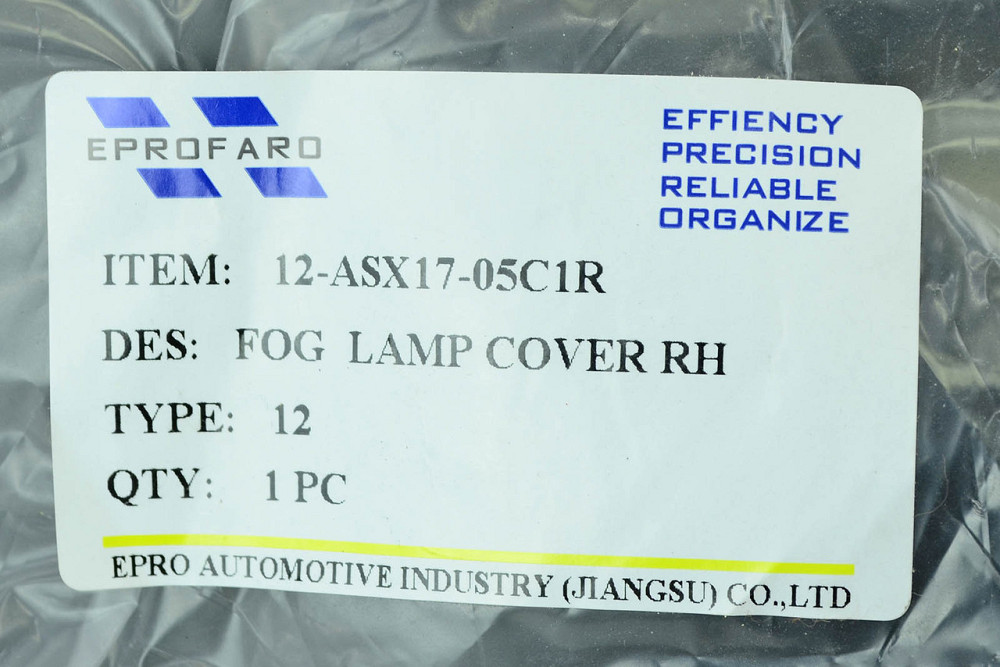 EPROFARO
EFFIENCY
PRECISION
RELIABLE
ORGANIZE
ITEM: 12-ASX17-05C1R
DES: FOG LAMP COVER RH
TYPE: 12
QTY: 1 PC
EPRO AUTOMOTIVE INDUSTRY (JIANGSU) CO.,LTD